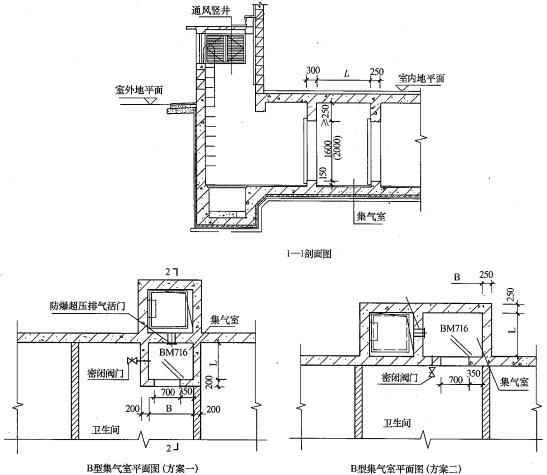 通风竖井
室外地平面
300
L
250
室内地平面
≥250
1600
(2000)
150
集气室
I—I剖面图
2
防爆超压排气活门
集气室
BM716
密闭阀门
L
200
700
350
200
B
200
卫生间
2
B型集气室平面图(方案一)
B
250
250
BM716
L
密闭阀门
350
700
集气室
卫生间
B型集气室平面图(方案二)